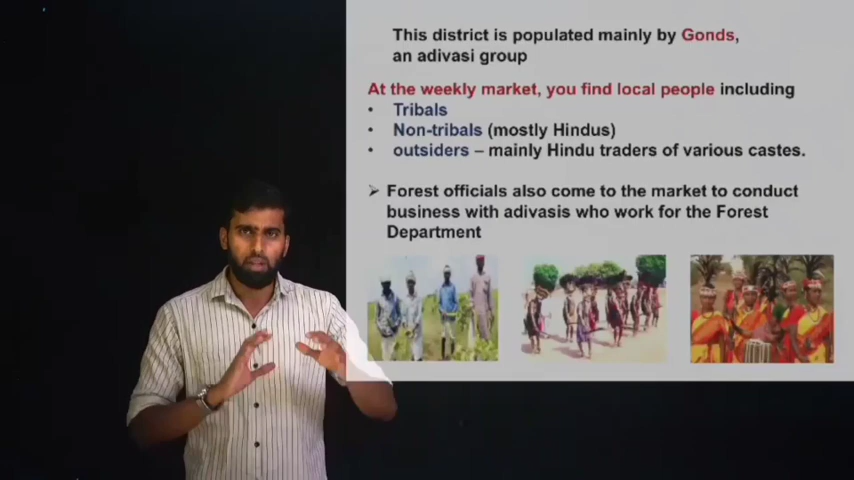 This district is populated mainly by Gonds,
an adivasi group
At the weekly market, you find local people including
• Tribals
• Non-tribals (mostly Hindus)
• outsiders – mainly Hindu traders of various castes.
➢ Forest officials also come to the market to conduct
business with adivasis who work for the Forest
Department